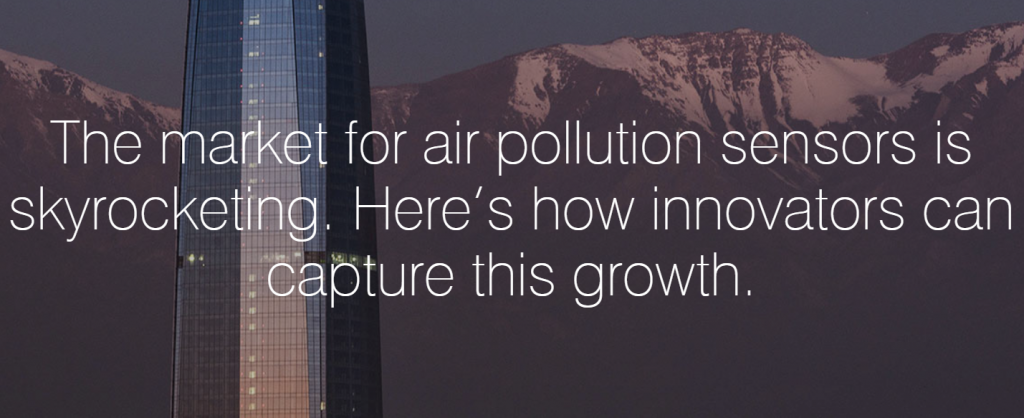 The market for air pollution sensors is
skyrocketing. Here's how innovators can
capture this growth.